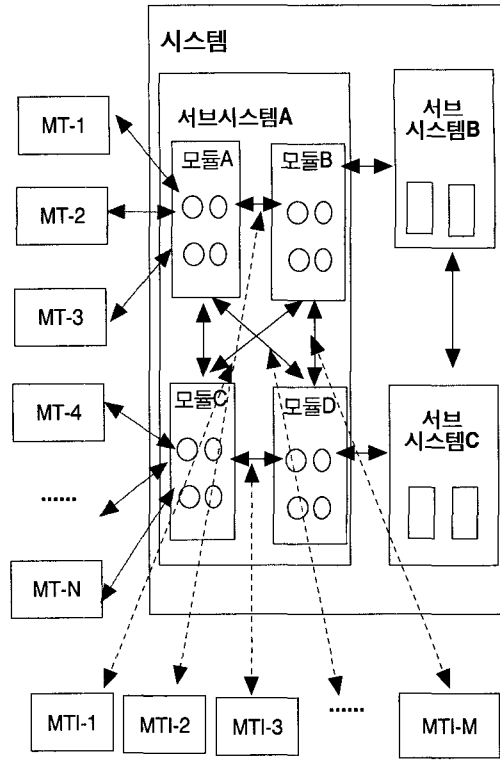 시스템
서브시스템A
서브
시스템B
모듈A
모듈B
MT-1
MT-2
MT-3
MT-4
......
MT-N
모듈C
모듈D
서브
시스템C
MTI-1
MTI-2
MTI-3
......
MTI-M